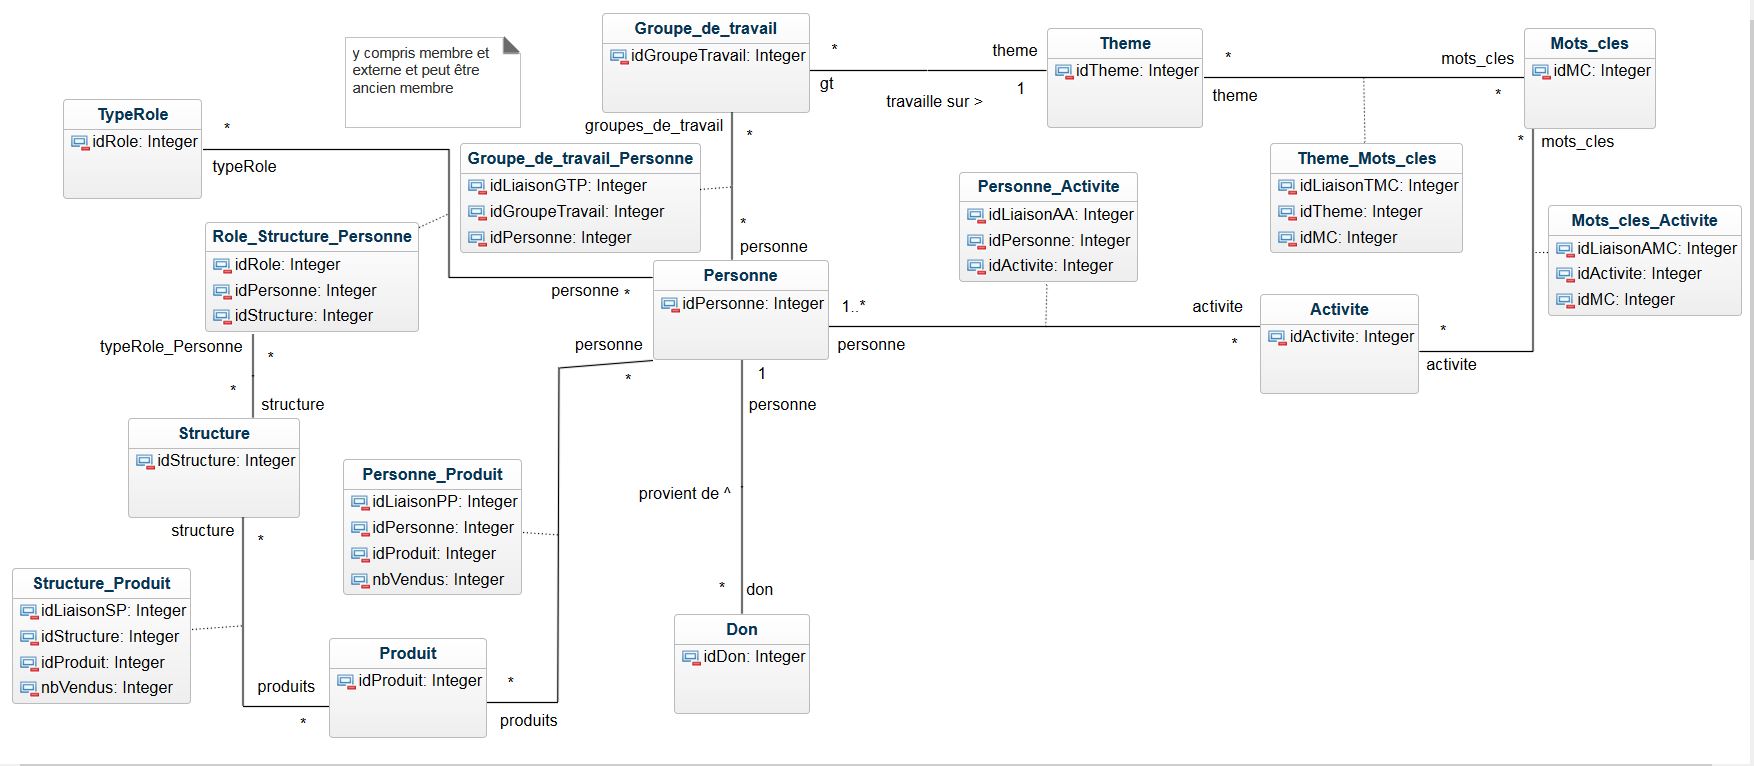 Groupe_de_travail
idGroupeTravail: Integer
*
gt
travaille sur >
theme
1
Theme
idTheme: Integer
*
theme
mots_cles
*
Mots_cles
idMC: Integer
y compris membre et
externe et peut être
ancien membre
TypeRole
idRole: Integer
*
typeRole
groupes_de_travail
*
Groupe_de_travail_Personne
idLiaisonGTP: Integer
idGroupeTravail: Integer
idPersonne: Integer
*
personne
Personne_Activite
idLiaisonAA: Integer
idPersonne: Integer
idActivite: Integer
Theme_Mots_cles
idLiaisonTMC: Integer
idTheme: Integer
idMC: Integer
*
mots_cles
Mots_cles_Activite
idLiaisonAMC: Integer
idActivite: Integer
idMC: Integer
Role_Structure_Personne
idRole: Integer
idPersonne: Integer
idStructure: Integer
personne *
Personne
idPersonne: Integer
1..*
personne
activite
*
Activite
idActivite: Integer
*
activite
typeRole_Personne
*
*
structure
personne
*
1
personne
Structure
idStructure: Integer
structure
*
Personne_Produit
idLiaisonPP: Integer
idPersonne: Integer
idProduit: Integer
nbVendus: Integer
provient de ^
*
don
Structure_Produit
idLiaisonSP: Integer
idStructure: Integer
idProduit: Integer
nbVendus: Integer
produits
*
Produit
idProduit: Integer
*
produits
Don
idDon: Integer